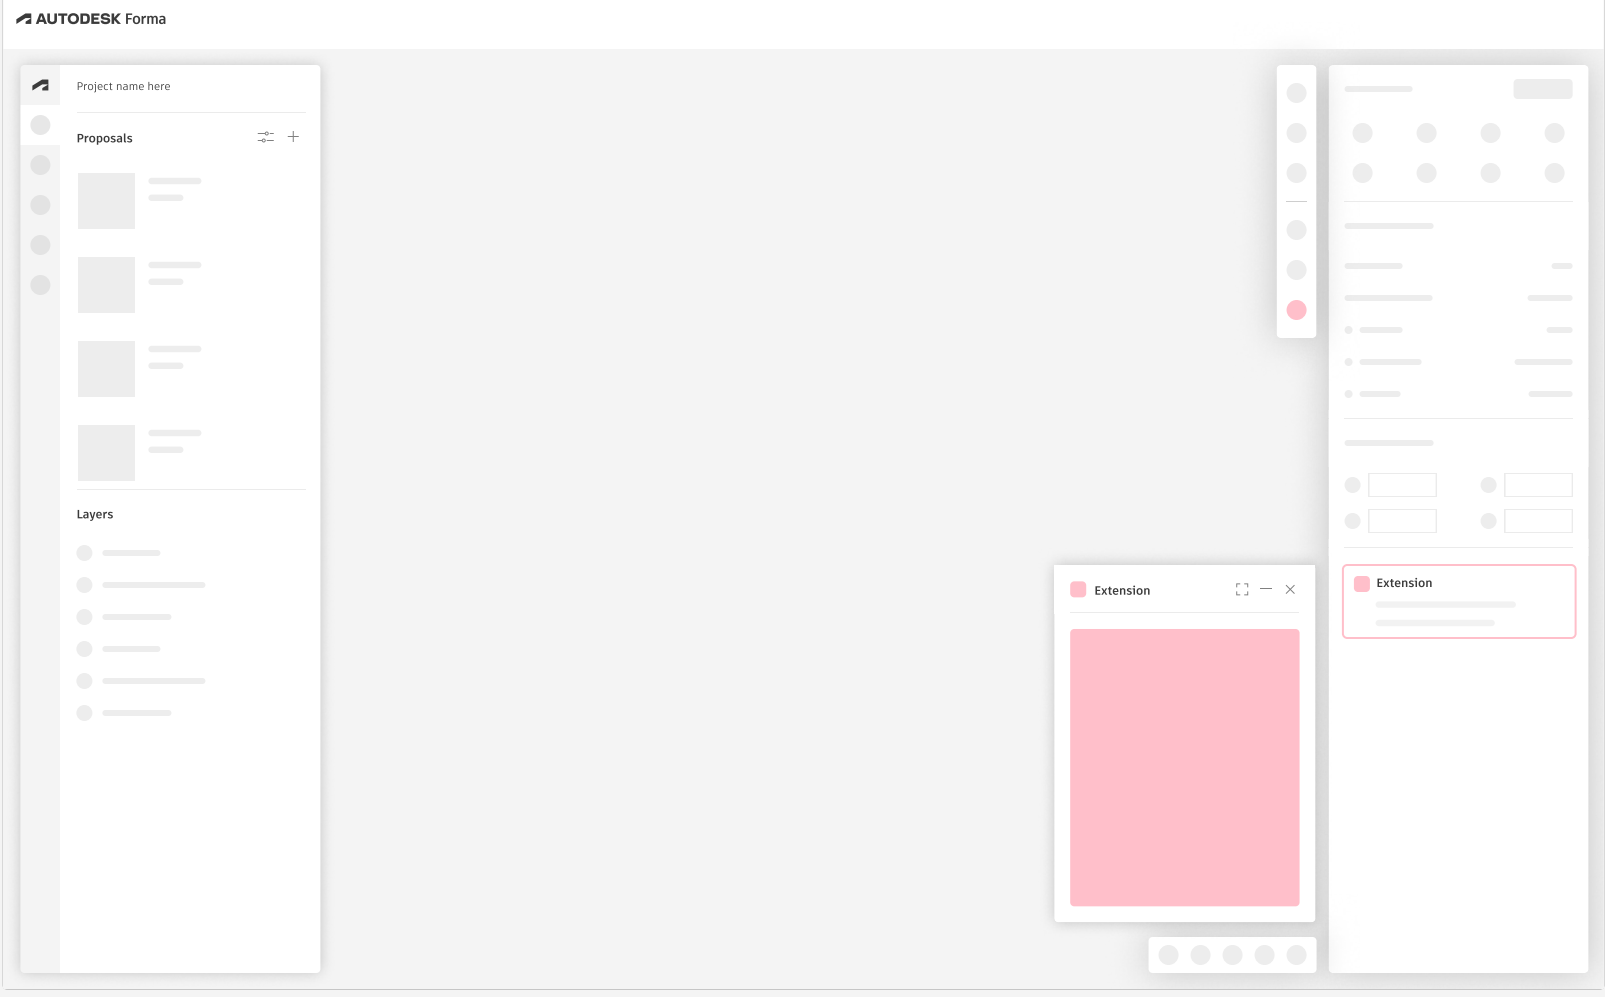 AUTODESK Forma
Project name here
Proposals
Layers
Extension
Extension